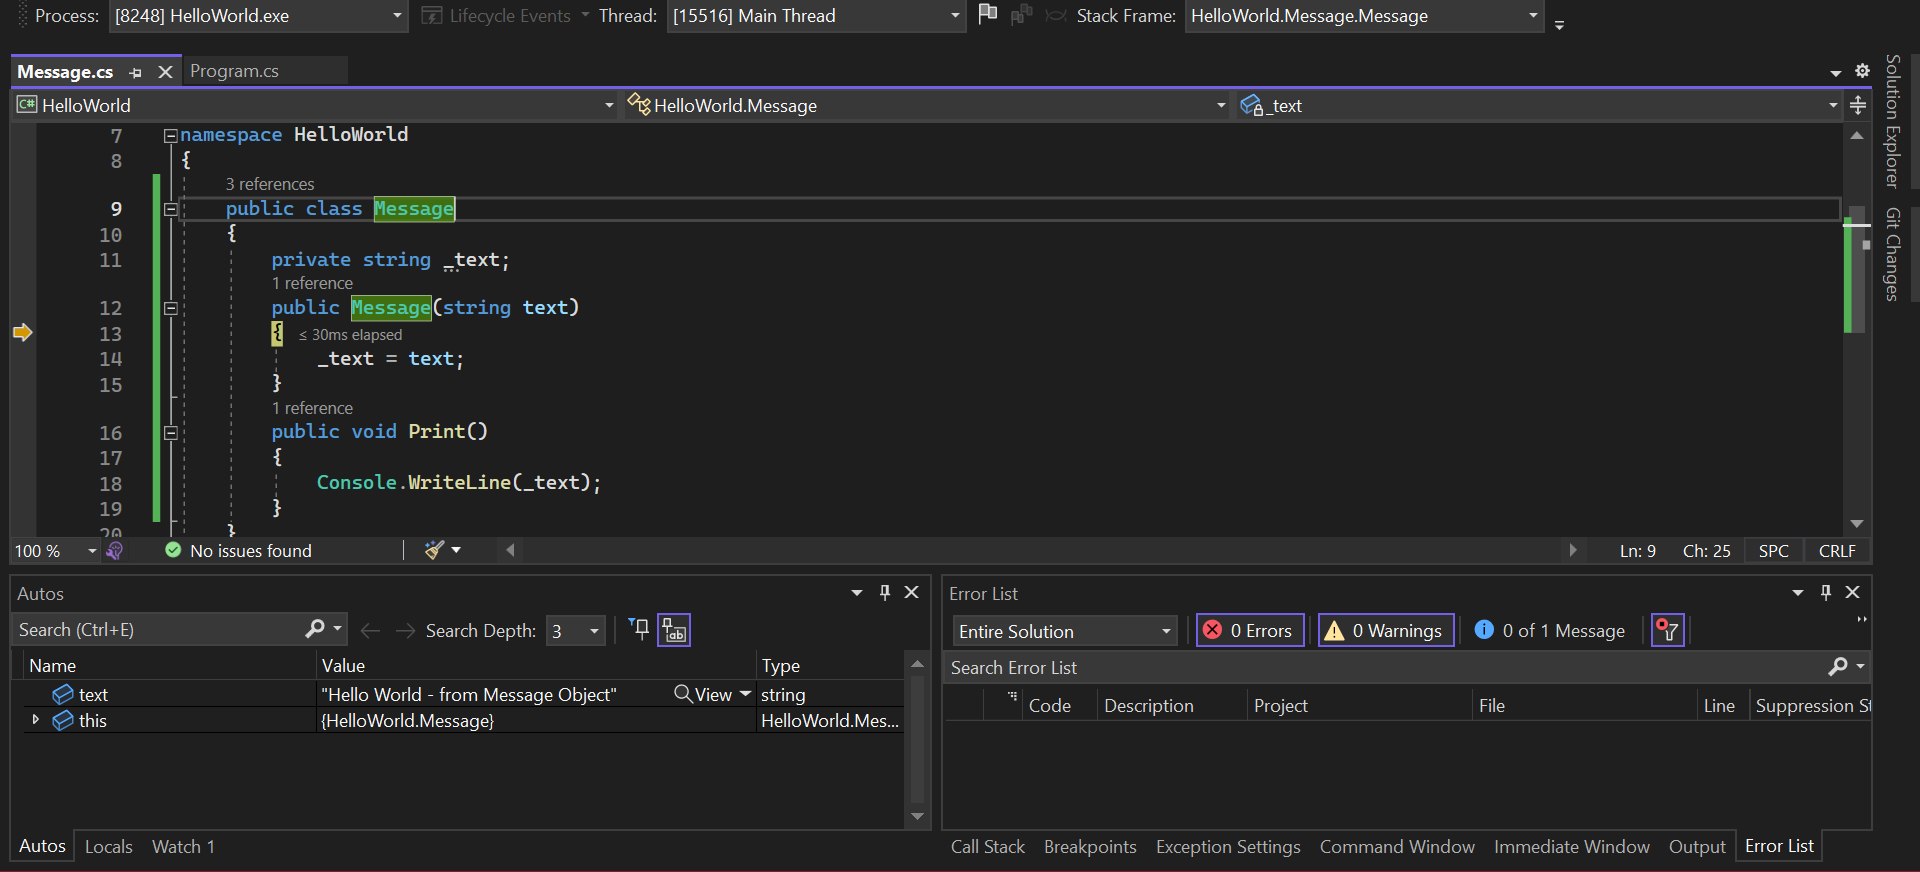 Process: [8248] HelloWorld.exe Lifecycle Events Thread: [15516] Main Thread Stack Frame: HelloWorld.Message.Message
Message.cs Program.cs
C# HelloWorld HelloWorld.Message _text
7 namespace HelloWorld
8 {
3 references
9 public class Message
10 {
11 private string _text;
1 reference
12 public Message(string text)
13 { ≤ 30ms elapsed
14 _text = text;
15 }
1 reference
16 public void Print()
17 {
18 Console.WriteLine(_text);
19 }
20 }
100 % No issues found Ln: 9 Ch: 25 SPC CRLF
Solution Explorer
Git Changes
Autos
Search (Ctrl+E) Search Depth: 3 ab
Name Value Type
text "Hello World - from Message Object" View string
this {HelloWorld.Message} HelloWorld.Mes...
Autos Locals Watch 1
Error List
Entire Solution 0 Errors 0 Warnings 0 of 1 Message
Search Error List
Code Description Project File Line Suppression St
Call Stack Breakpoints Exception Settings Command Window Immediate Window Output Error List